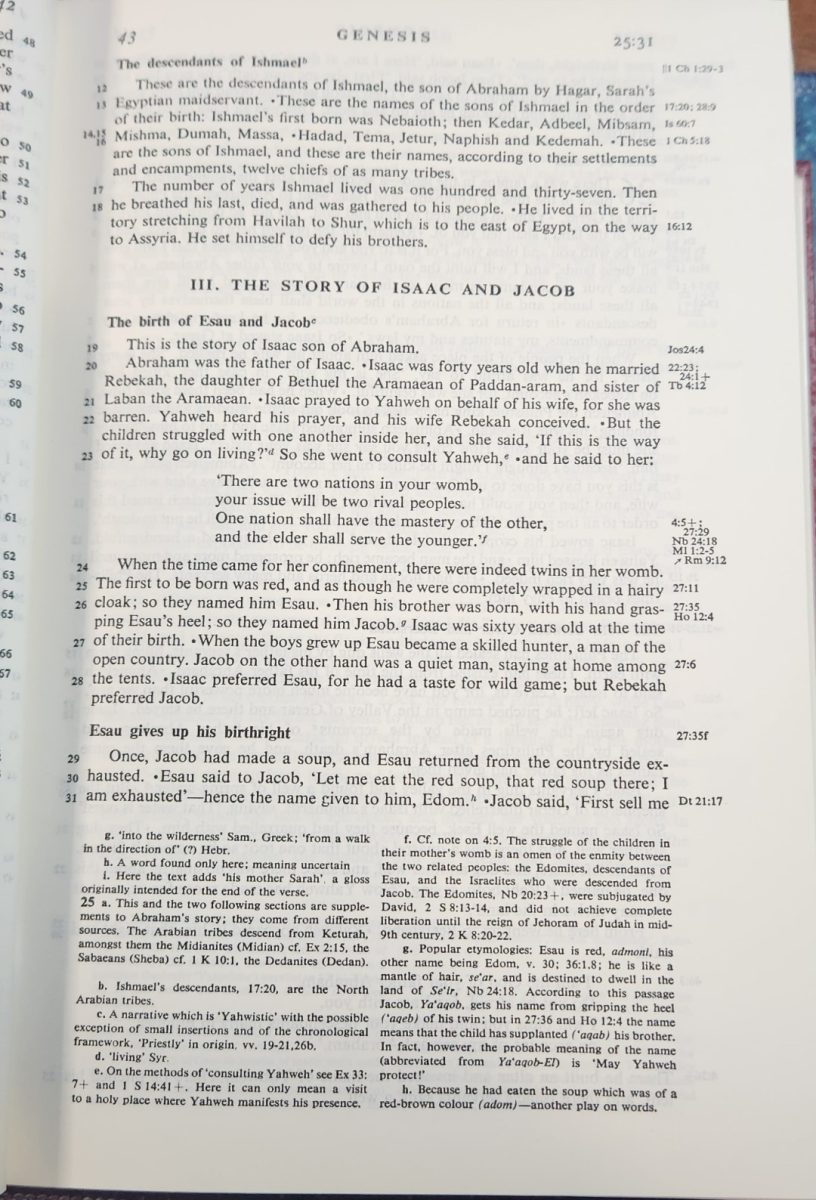 42
ed 48
er
's
w 49
at
o 50
er 51
is 52
t 53
54
55
56
57
58
59
60
61
62
63
64
65
66
67
43 GENESIS 25:31
The descendants of Ishmaelᵇ
12 These are the descendants of Ishmael, the son of Abraham by Hagar, Sarah's ‖1 Ch 1:29-3
13 Egyptian maidservant. •These are the names of the sons of Ishmael in the order 17:20; 28:9
of their birth: Ishmael's first born was Nebaioth; then Kedar, Adbeel, Mibsam, Is 60:7
14,15 16 Mishma, Dumah, Massa, •Hadad, Tema, Jetur, Naphish and Kedemah. •These 1 Ch 5:18
are the sons of Ishmael, and these are their names, according to their settlements
and encampments, twelve chiefs of as many tribes.
17 The number of years Ishmael lived was one hundred and thirty-seven. Then
18 he breathed his last, died, and was gathered to his people. •He lived in the terri-
tory stretching from Havilah to Shur, which is to the east of Egypt, on the way 16:12
to Assyria. He set himself to defy his brothers.
III. THE STORY OF ISAAC AND JACOB
The birth of Esau and Jacobᶜ
19 This is the story of Isaac son of Abraham. Jos24:4
20 Abraham was the father of Isaac. •Isaac was forty years old when he married 22:23;
Rebekah, the daughter of Bethuel the Aramaean of Paddan-aram, and sister of 24:1+
Tb 4:12
21 Laban the Aramaean. •Isaac prayed to Yahweh on behalf of his wife, for she was
22 barren. Yahweh heard his prayer, and his wife Rebekah conceived. •But the
children struggled with one another inside her, and she said, 'If this is the way
23 of it, why go on living?'ᵈ So she went to consult Yahweh,ᵉ •and he said to her:
'There are two nations in your womb,
your issue will be two rival peoples.
One nation shall have the mastery of the other, 4:5+;
27:29
and the elder shall serve the younger.'ᶠ Nb 24:18
Ml 1:2-5
↗ Rm 9:12
24 When the time came for her confinement, there were indeed twins in her womb.
25 The first to be born was red, and as though he were completely wrapped in a hairy 27:11
26 cloak; so they named him Esau. •Then his brother was born, with his hand gras- 27:35
ping Esau's heel; so they named him Jacob.ᵍ Isaac was sixty years old at the time Ho 12:4
27 of their birth. •When the boys grew up Esau became a skilled hunter, a man of the
open country. Jacob on the other hand was a quiet man, staying at home among 27:6
28 the tents. •Isaac preferred Esau, for he had a taste for wild game; but Rebekah
preferred Jacob.
Esau gives up his birthright 27:35f
29 Once, Jacob had made a soup, and Esau returned from the countryside ex-
30 hausted. •Esau said to Jacob, 'Let me eat the red soup, that red soup there; I
31 am exhausted'—hence the name given to him, Edom.ʰ •Jacob said, 'First sell me Dt 21:17
g. 'into the wilderness' Sam., Greek; 'from a walk
in the direction of' (?) Hebr.
h. A word found only here; meaning uncertain
i. Here the text adds 'his mother Sarah', a gloss
originally intended for the end of the verse.
25 a. This and the two following sections are supple-
ments to Abraham's story; they come from different
sources. The Arabian tribes descend from Keturah,
amongst them the Midianites (Midian) cf. Ex 2:15, the
Sabaeans (Sheba) cf. 1 K 10:1, the Dedanites (Dedan).
b. Ishmael's descendants, 17:20, are the North
Arabian tribes.
c. A narrative which is 'Yahwistic' with the possible
exception of small insertions and of the chronological
framework, 'Priestly' in origin, vv. 19-21,26b.
d. 'living' Syr.
e. On the methods of 'consulting Yahweh' see Ex 33:
7+ and 1 S 14:41+. Here it can only mean a visit
to a holy place where Yahweh manifests his presence.
f. Cf. note on 4:5. The struggle of the children in
their mother's womb is an omen of the enmity between
the two related peoples: the Edomites, descendants of
Esau, and the Israelites who were descended from
Jacob. The Edomites, Nb 20:23+, were subjugated by
David, 2 S 8:13-14, and did not achieve complete
liberation until the reign of Jehoram of Judah in mid-
9th century, 2 K 8:20-22.
g. Popular etymologies: Esau is red, admoni, his
other name being Edom, v. 30; 36:1,8; he is like a
mantle of hair, se'ar, and is destined to dwell in the
land of Se'ir, Nb 24:18. According to this passage
Jacob, Ya'aqob, gets his name from gripping the heel
('aqeb) of his twin; but in 27:36 and Ho 12:4 the name
means that the child has supplanted ('aqab) his brother.
In fact, however, the probable meaning of the name
(abbreviated from Ya'aqob-El) is 'May Yahweh
protect!'
h. Because he had eaten the soup which was of a
red-brown colour (adom)—another play on words.